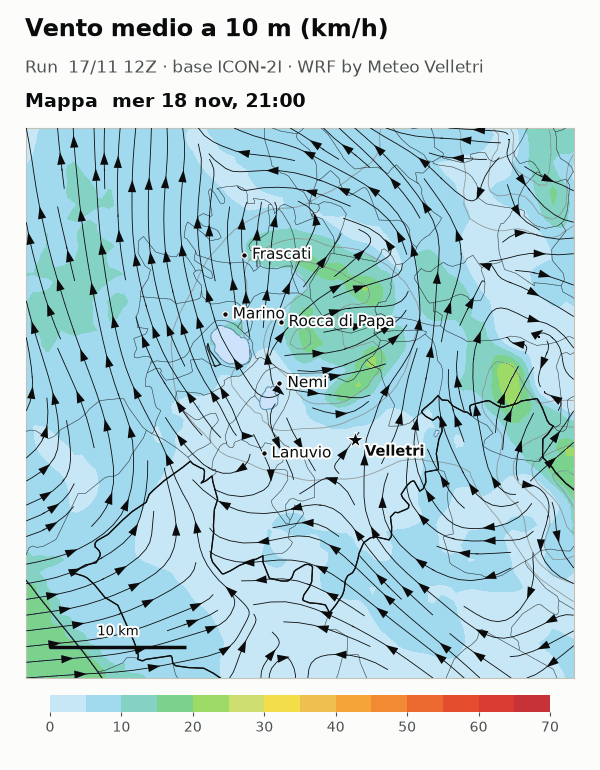 Vento medio a 10 m (km/h)
Run  17/11 12Z · base ICON-2I · WRF by Meteo Velletri
Mappa  mer 18 nov, 21:00
Frascati
Marino
Rocca di Papa
Nemi
Velletri
Lanuvio
10 km
0 10 20 30 40 50 60 70